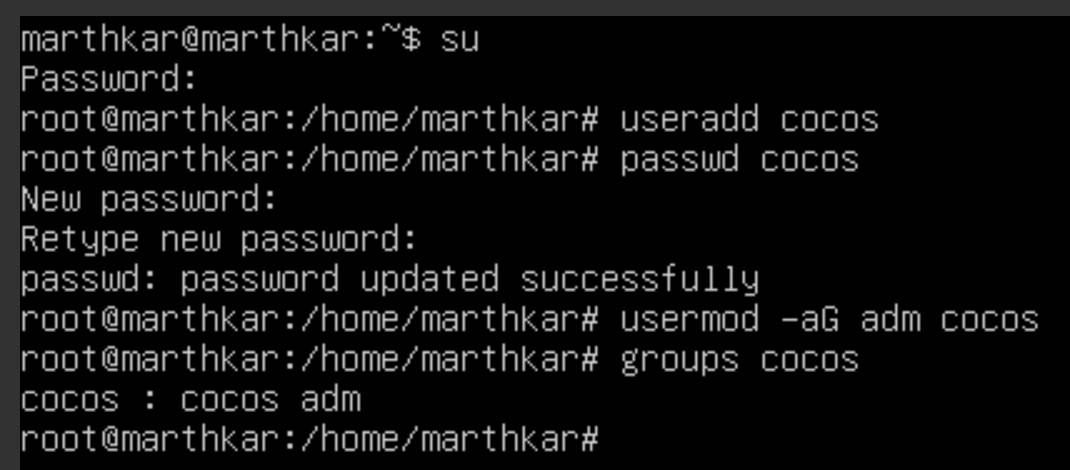 marthkar@marthkar:~$ su
Password:
root@marthkar:/home/marthkar# useradd cocos
root@marthkar:/home/marthkar# passwd cocos
New password:
Retype new password:
passwd: password updated successfully
root@marthkar:/home/marthkar# usermod -aG adm cocos
root@marthkar:/home/marthkar# groups cocos
cocos : cocos adm
root@marthkar:/home/marthkar#